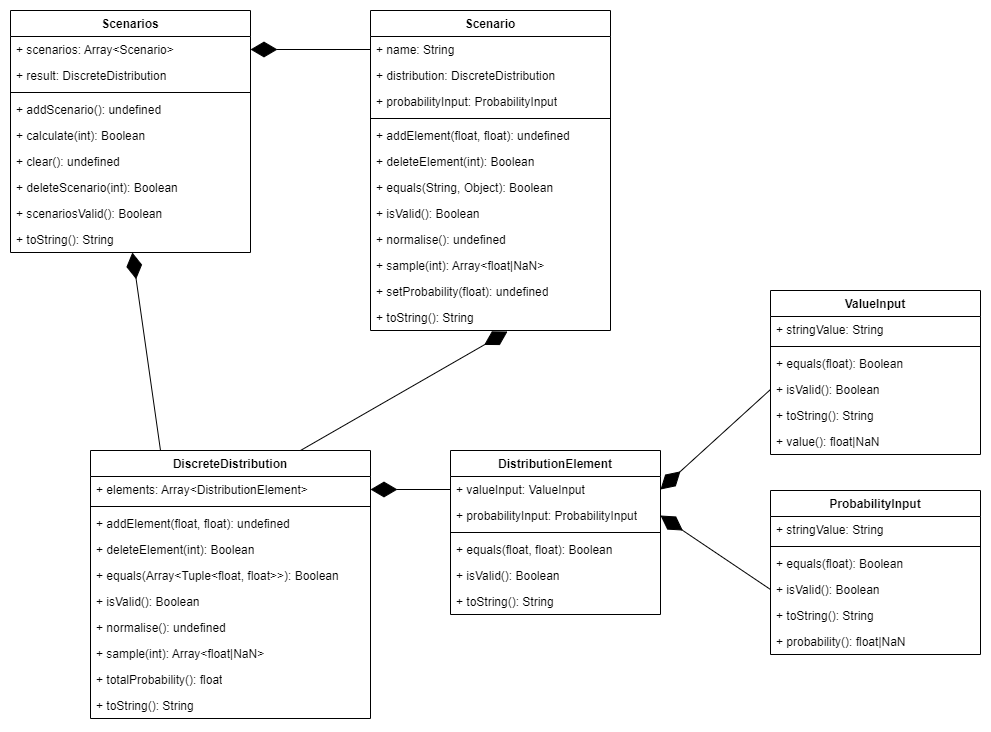 Scenarios
+ scenarios: Array<Scenario>
+ result: DiscreteDistribution
+ addScenario(): undefined
+ calculate(int): Boolean
+ clear(): undefined
+ deleteScenario(int): Boolean
+ scenariosValid(): Boolean
+ toString(): String
Scenario
+ name: String
+ distribution: DiscreteDistribution
+ probabilityInput: ProbabilityInput
+ addElement(float, float): undefined
+ deleteElement(int): Boolean
+ equals(String, Object): Boolean
+ isValid(): Boolean
+ normalise(): undefined
+ sample(int): Array<float|NaN>
+ setProbability(float): undefined
+ toString(): String
DiscreteDistribution
+ elements: Array<DistributionElement>
+ addElement(float, float): undefined
+ deleteElement(int): Boolean
+ equals(Array<Tuple<float, float>>): Boolean
+ isValid(): Boolean
+ normalise(): undefined
+ sample(int): Array<float|NaN>
+ totalProbability(): float
+ toString(): String
DistributionElement
+ valueInput: ValueInput
+ probabilityInput: ProbabilityInput
+ equals(float, float): Boolean
+ isValid(): Boolean
+ toString(): String
ValueInput
+ stringValue: String
+ equals(float): Boolean
+ isValid(): Boolean
+ toString(): String
+ value(): float|NaN
ProbabilityInput
+ stringValue: String
+ equals(float): Boolean
+ isValid(): Boolean
+ toString(): String
+ probability(): float|NaN